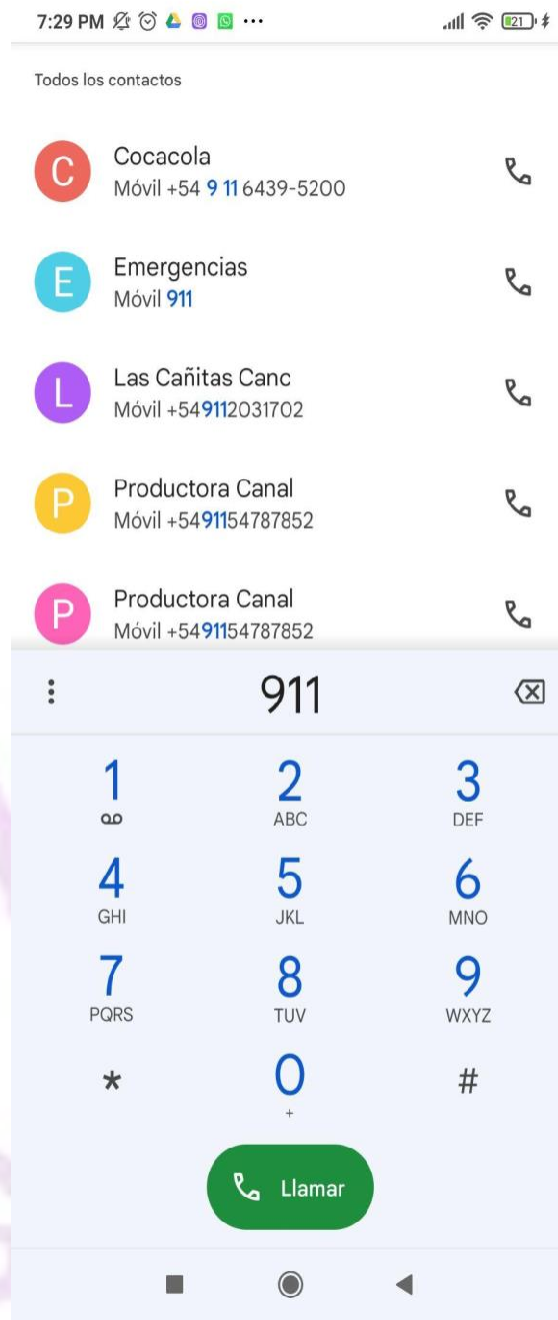 7:29 PM 21
Todos los contactos
C Cocacola
Móvil +54 9 11 6439-5200
E Emergencias
Móvil 911
L Las Cañitas Canc
Móvil +549112031702
P Productora Canal
Móvil +5491154787852
P Productora Canal
Móvil +5491154787852
911
1 2 3
ABC DEF
4 5 6
GHI JKL MNO
7 8 9
PQRS TUV WXYZ
* 0 #
+
Llamar